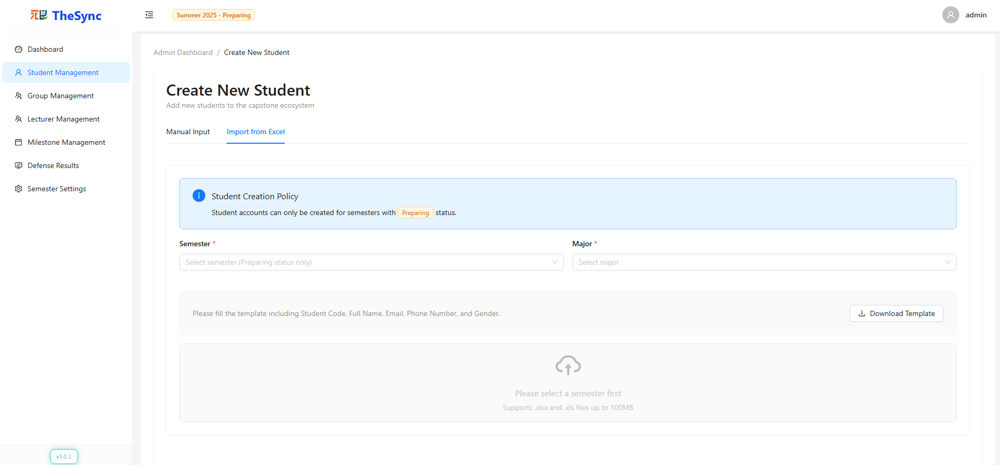 TheSync
Summer 2025 - Preparing
admin
Dashboard
Student Management
Group Management
Lecturer Management
Milestone Management
Defense Results
Semester Settings
v1.0.2
Admin Dashboard / Create New Student
Create New Student
Add new students to the capstone ecosystem
Manual Input
Import from Excel
Student Creation Policy
Student accounts can only be created for semesters with Preparing status.
Semester *
Select semester (Preparing status only)
Major *
Select major
Please fill the template including Student Code, Full Name, Email, Phone Number, and Gender.
Download Template
Please select a semester first
Supports .xlsx and .xls files up to 100MB